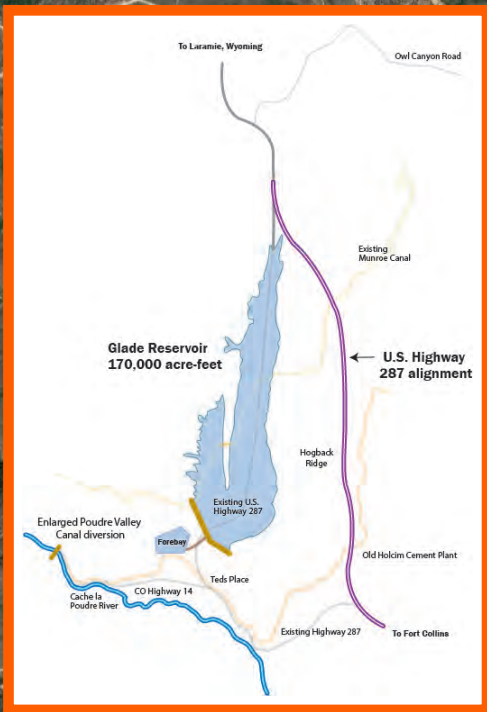 To Laramie, Wyoming
Owl Canyon Road
Existing
Munroe Canal
Glade Reservoir
170,000 acre-feet
U.S. Highway
287 alignment
Hogback
Ridge
Existing U.S.
Highway 287
Enlarged Poudre Valley
Canal diversion
Forebay
Old Holcim Cement Plant
Teds Place
CO Highway 14
Cache la
Poudre River
Existing Highway 287
To Fort Collins